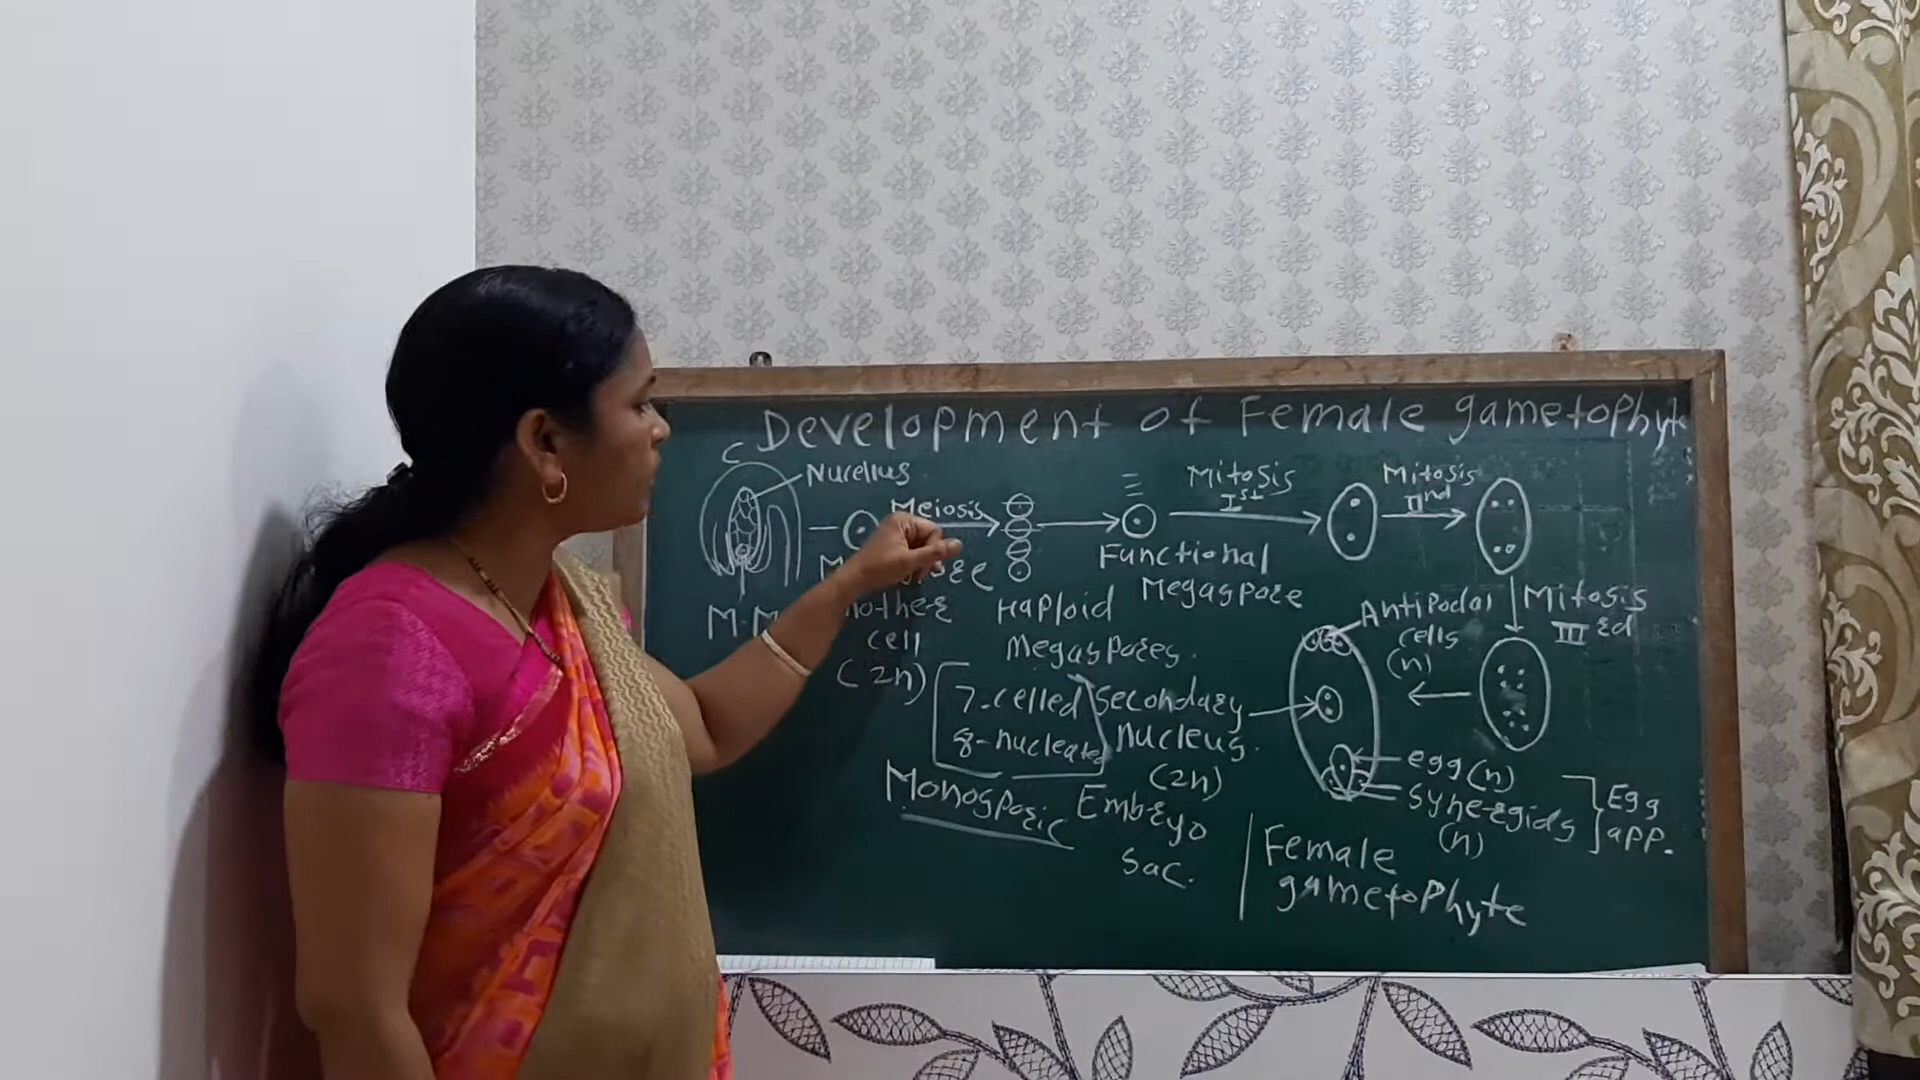 Development of Female gametophyte
C
Nucellus
Meiosis
Mitosis
Ist
Mitosis
IInd
Functional
Megaspore
mother
cell
(2n)
Haploid
Megaspores.
Mitosis
III rd
Antipodal
cells
(n)
7-celled
8-nucleated
Secondary
nucleus.
(2n)
egg (n)
Synergids
(n)
Egg
app.
Monosporic Embryo
Sac.
Female
gametophyte